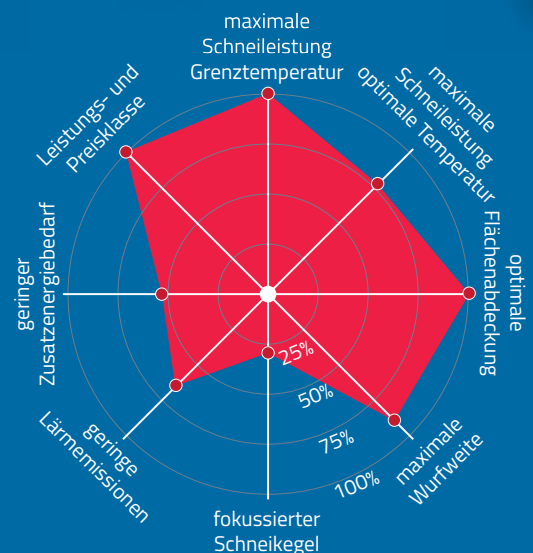 maximale
Schneileistung
Grenztemperatur
maximale
Schneileistung
optimale Temperatur
optimale
Flächenabdeckung
maximale
Wurfweite
fokussierter
Schneikegel
geringe
Lärmemissionen
geringer
Zusatzenergiebedarf
Leistungs- und
Preisklasse
25%
50%
75%
100%